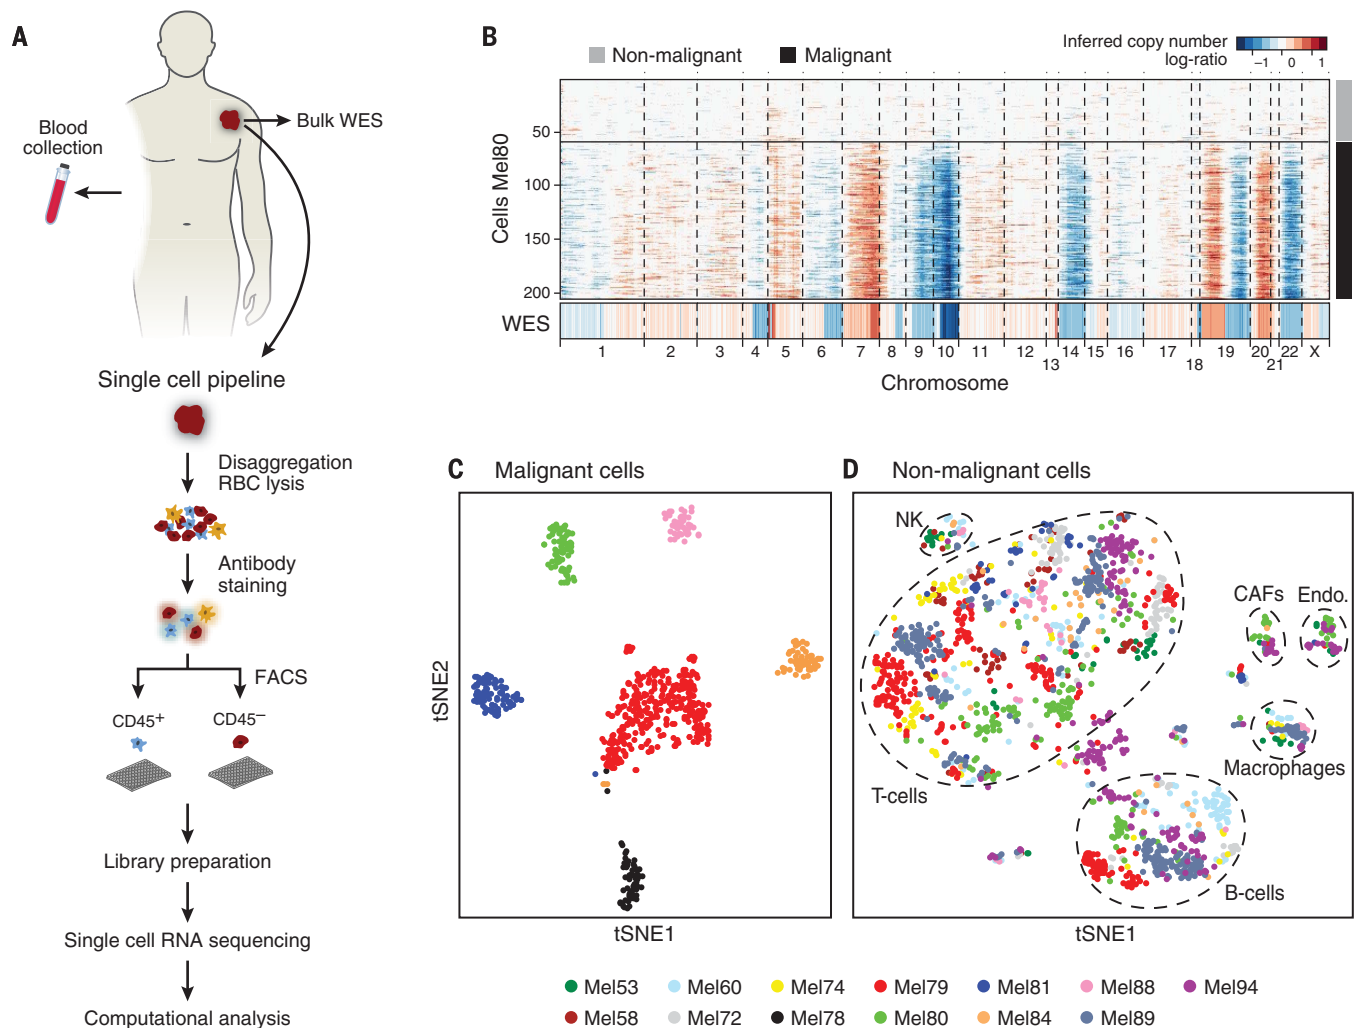 A
Blood
collection
Bulk WES
Single cell pipeline
Disaggregation
RBC lysis
Antibody
staining
FACS
CD45+
CD45–
Library preparation
Single cell RNA sequencing
Computational analysis
B
Non-malignant
Malignant
Inferred copy number
log-ratio
–1 0 1
Cells Mel80
50
100
150
200
WES
1 2 3 4 5 6 7 8 9 10 11 12 13 14 15 16 17 18 19 20 21 22 X
Chromosome
C Malignant cells
tSNE2
tSNE1
D Non-malignant cells
NK
CAFs
Endo.
T-cells
Macrophages
B-cells
tSNE1
Mel53 Mel60 Mel74 Mel79 Mel81 Mel88 Mel94
Mel58 Mel72 Mel78 Mel80 Mel84 Mel89